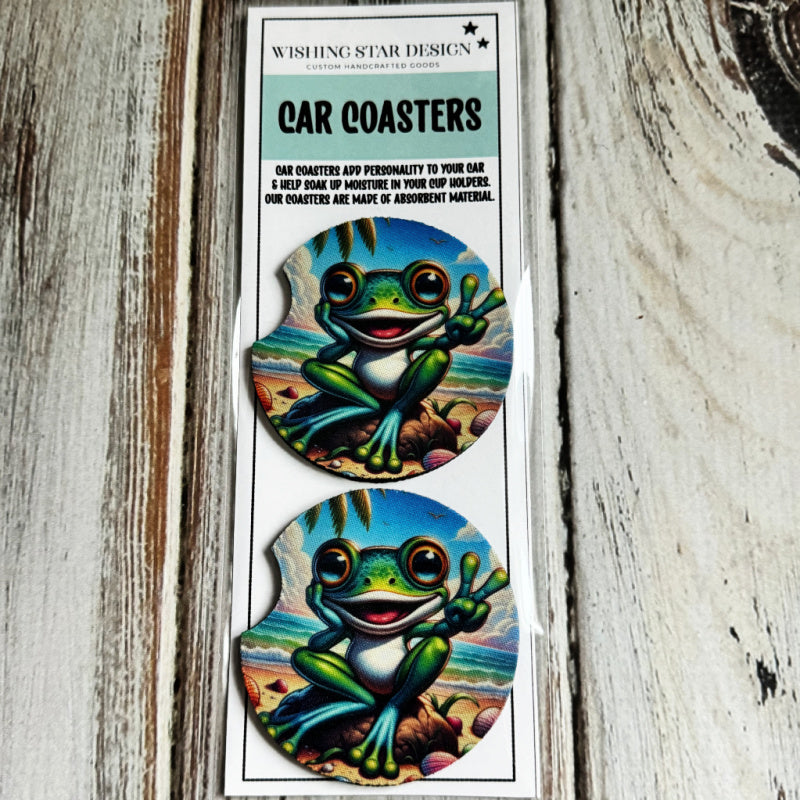 WISHING STAR DESIGN
CUSTOM HANDCRAFTED GOODS
CAR COASTERS
CAR COASTERS ADD PERSONALITY TO YOUR CAR
& HELP SOAK UP MOISTURE IN YOUR CUP HOLDERS.
OUR COASTERS ARE MADE OF ABSORBENT MATERIAL.